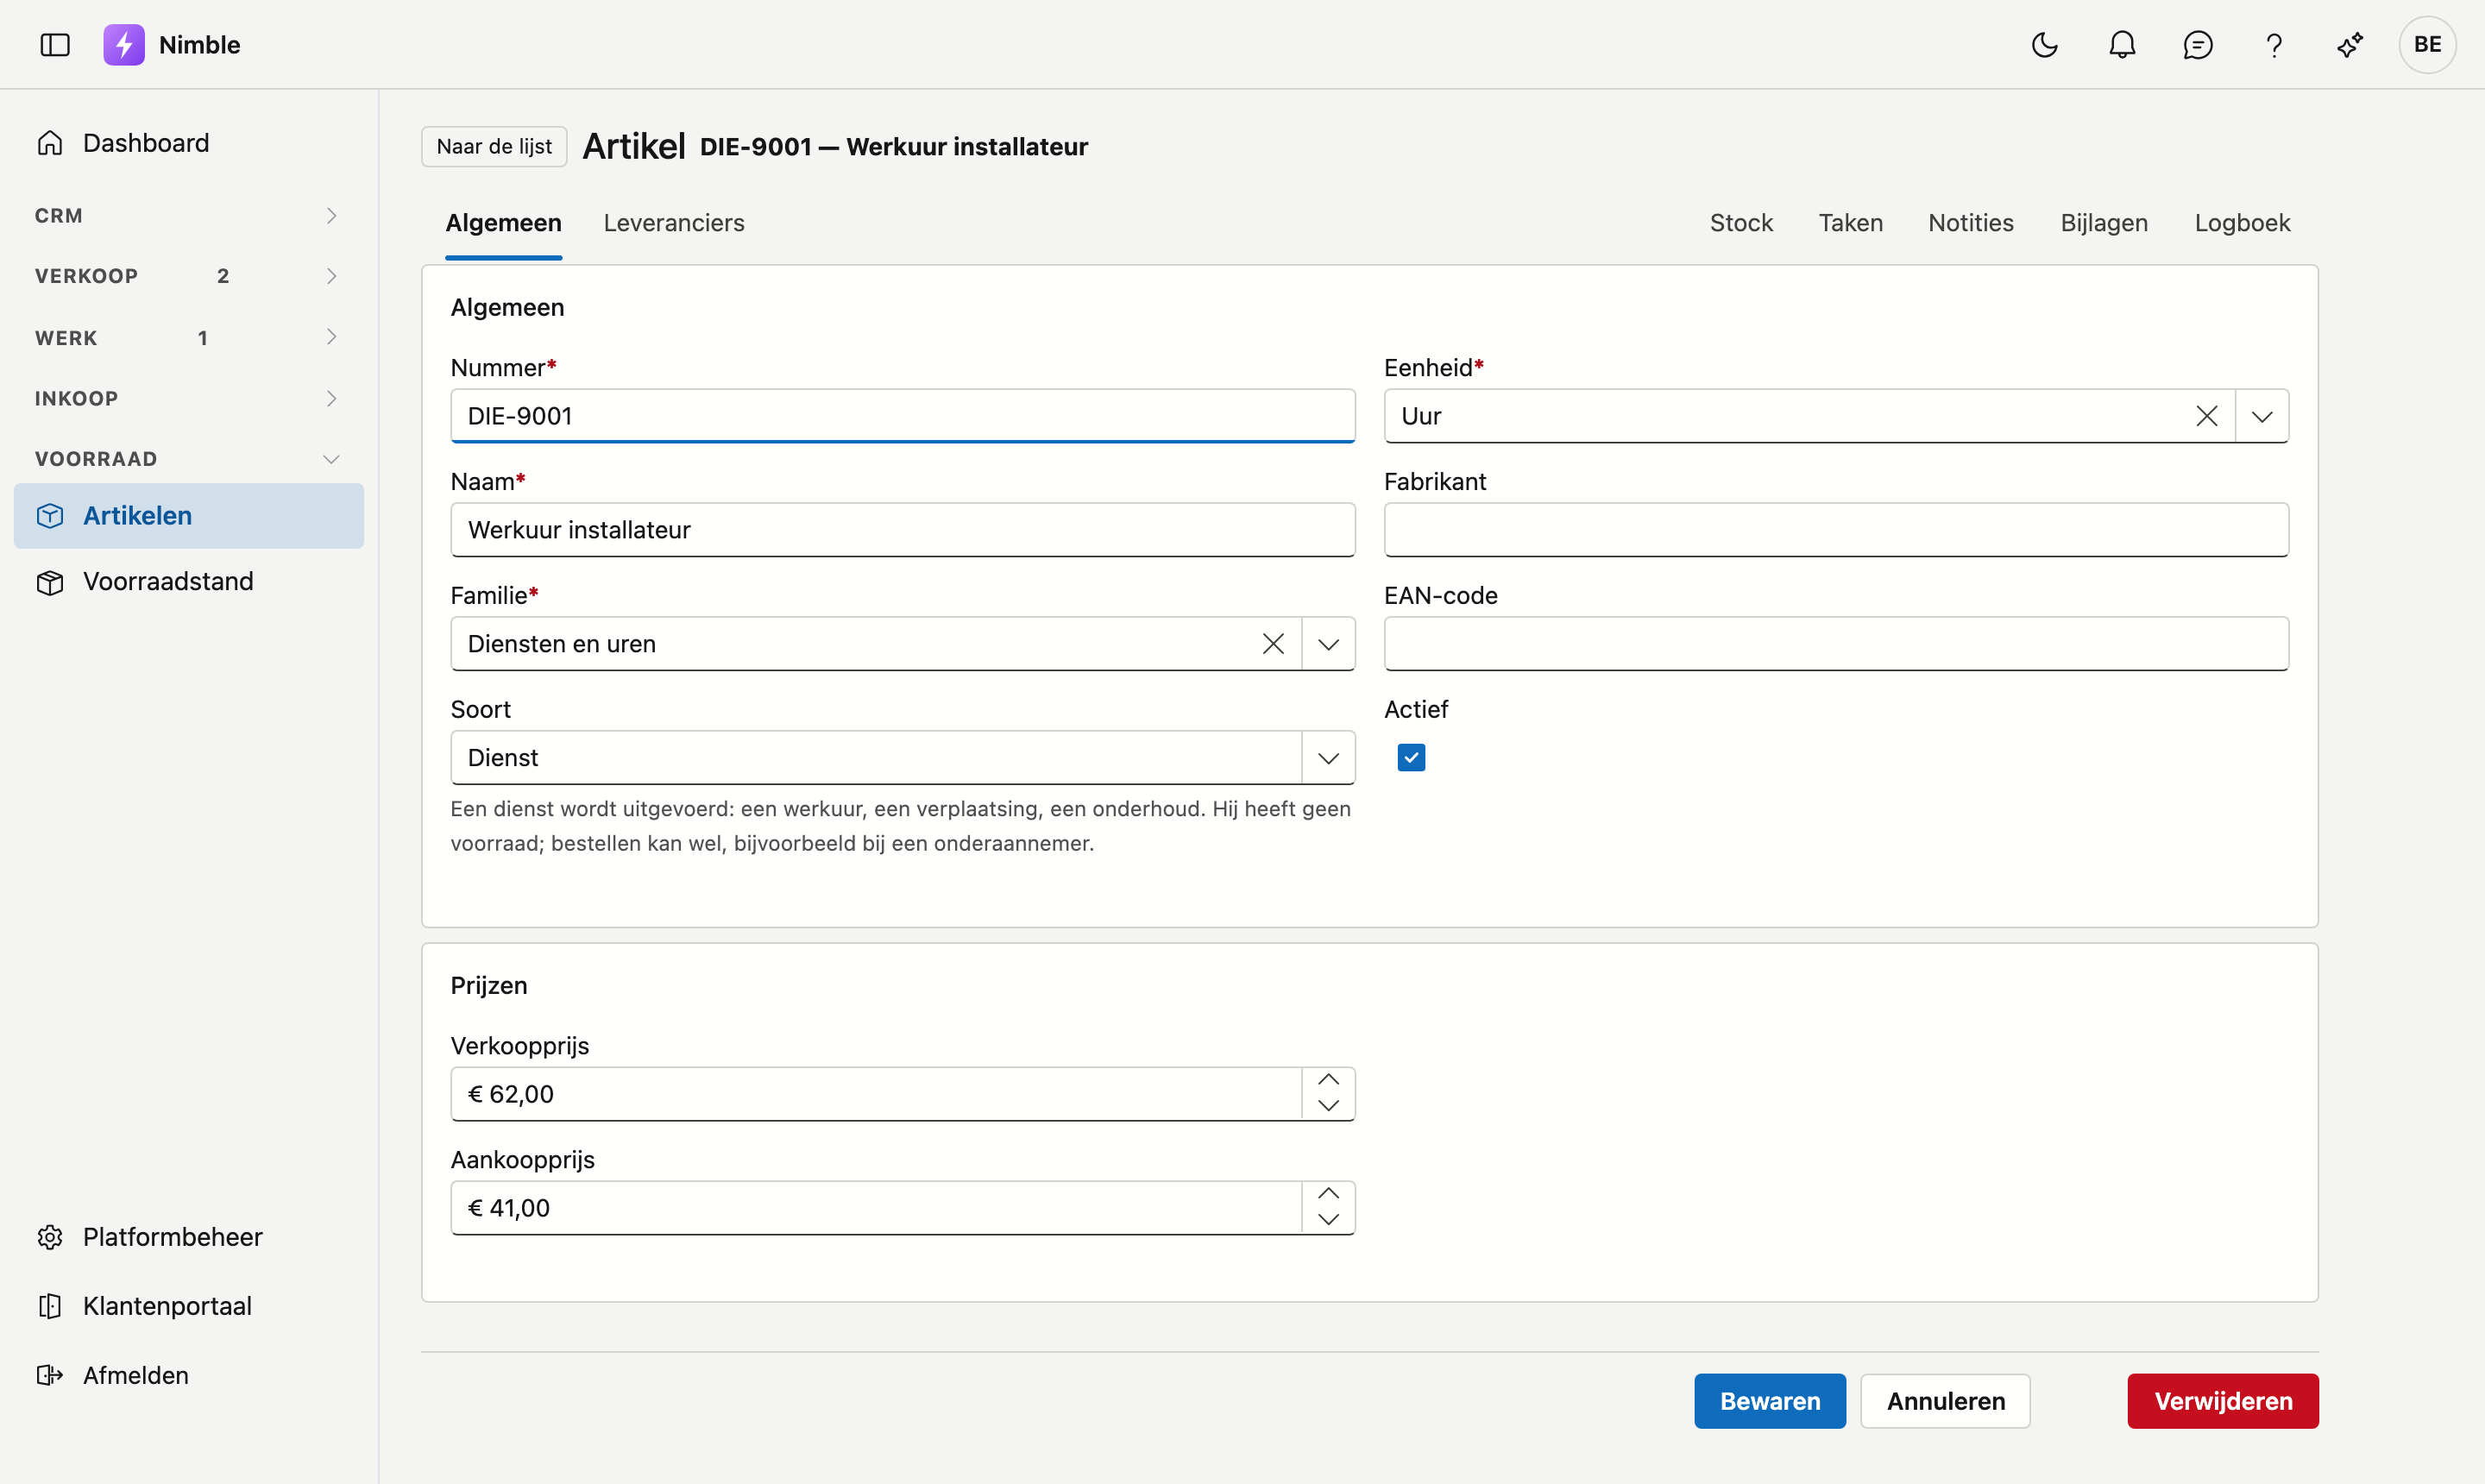 Nimble
BE
Dashboard
CRM
VERKOOP 2
WERK 1
INKOOP
VOORRAAD
Artikelen
Voorraadstand
Platformbeheer
Klantenportaal
Afmelden
Naar de lijst Artikel DIE-9001 — Werkuur installateur
Algemeen Leveranciers Stock Taken Notities Bijlagen Logboek
Algemeen
Nummer*
DIE-9001
Naam*
Werkuur installateur
Familie*
Diensten en uren
Soort
Dienst
Een dienst wordt uitgevoerd: een werkuur, een verplaatsing, een onderhoud. Hij heeft geen
voorraad; bestellen kan wel, bijvoorbeeld bij een onderaannemer.
Eenheid*
Uur
Fabrikant
EAN-code
Actief
Prijzen
Verkoopprijs
€ 62,00
Aankoopprijs
€ 41,00
Bewaren Annuleren Verwijderen